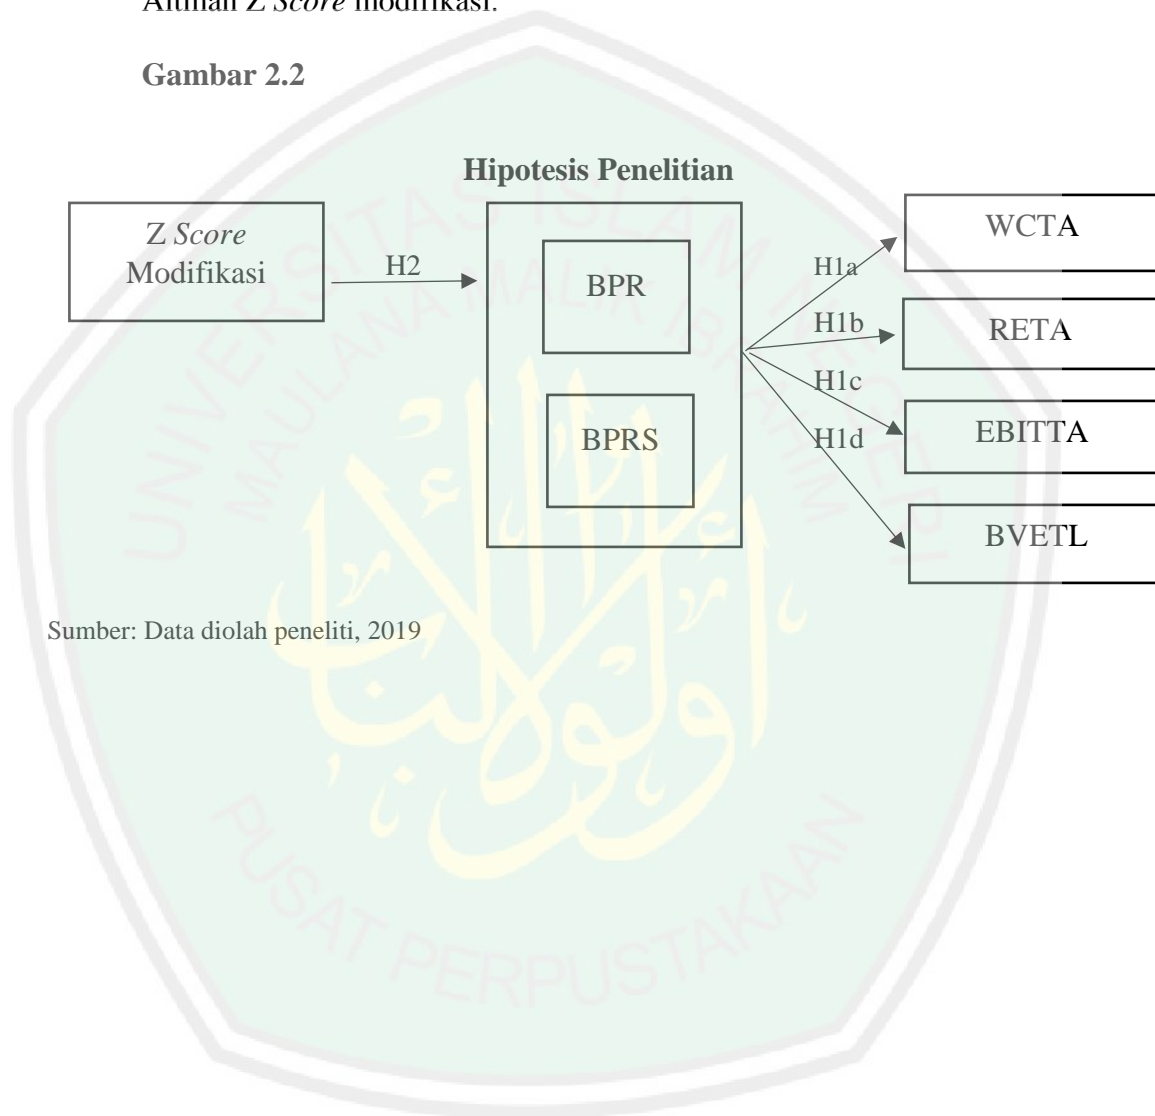 Altman Z Score modifikasi.
Gambar 2.2
Hipotesis Penelitian
Z Score
Modifikasi
H2
BPR
BPRS
H1a
H1b
H1c
H1d
WCTA
RETA
EBITTA
BVETL
Sumber: Data diolah peneliti, 2019
UNIVERSITAS ISLAM NEGERI
MAULANA MALIK IBRAHIM
PUSAT PERPUSTAKAAN